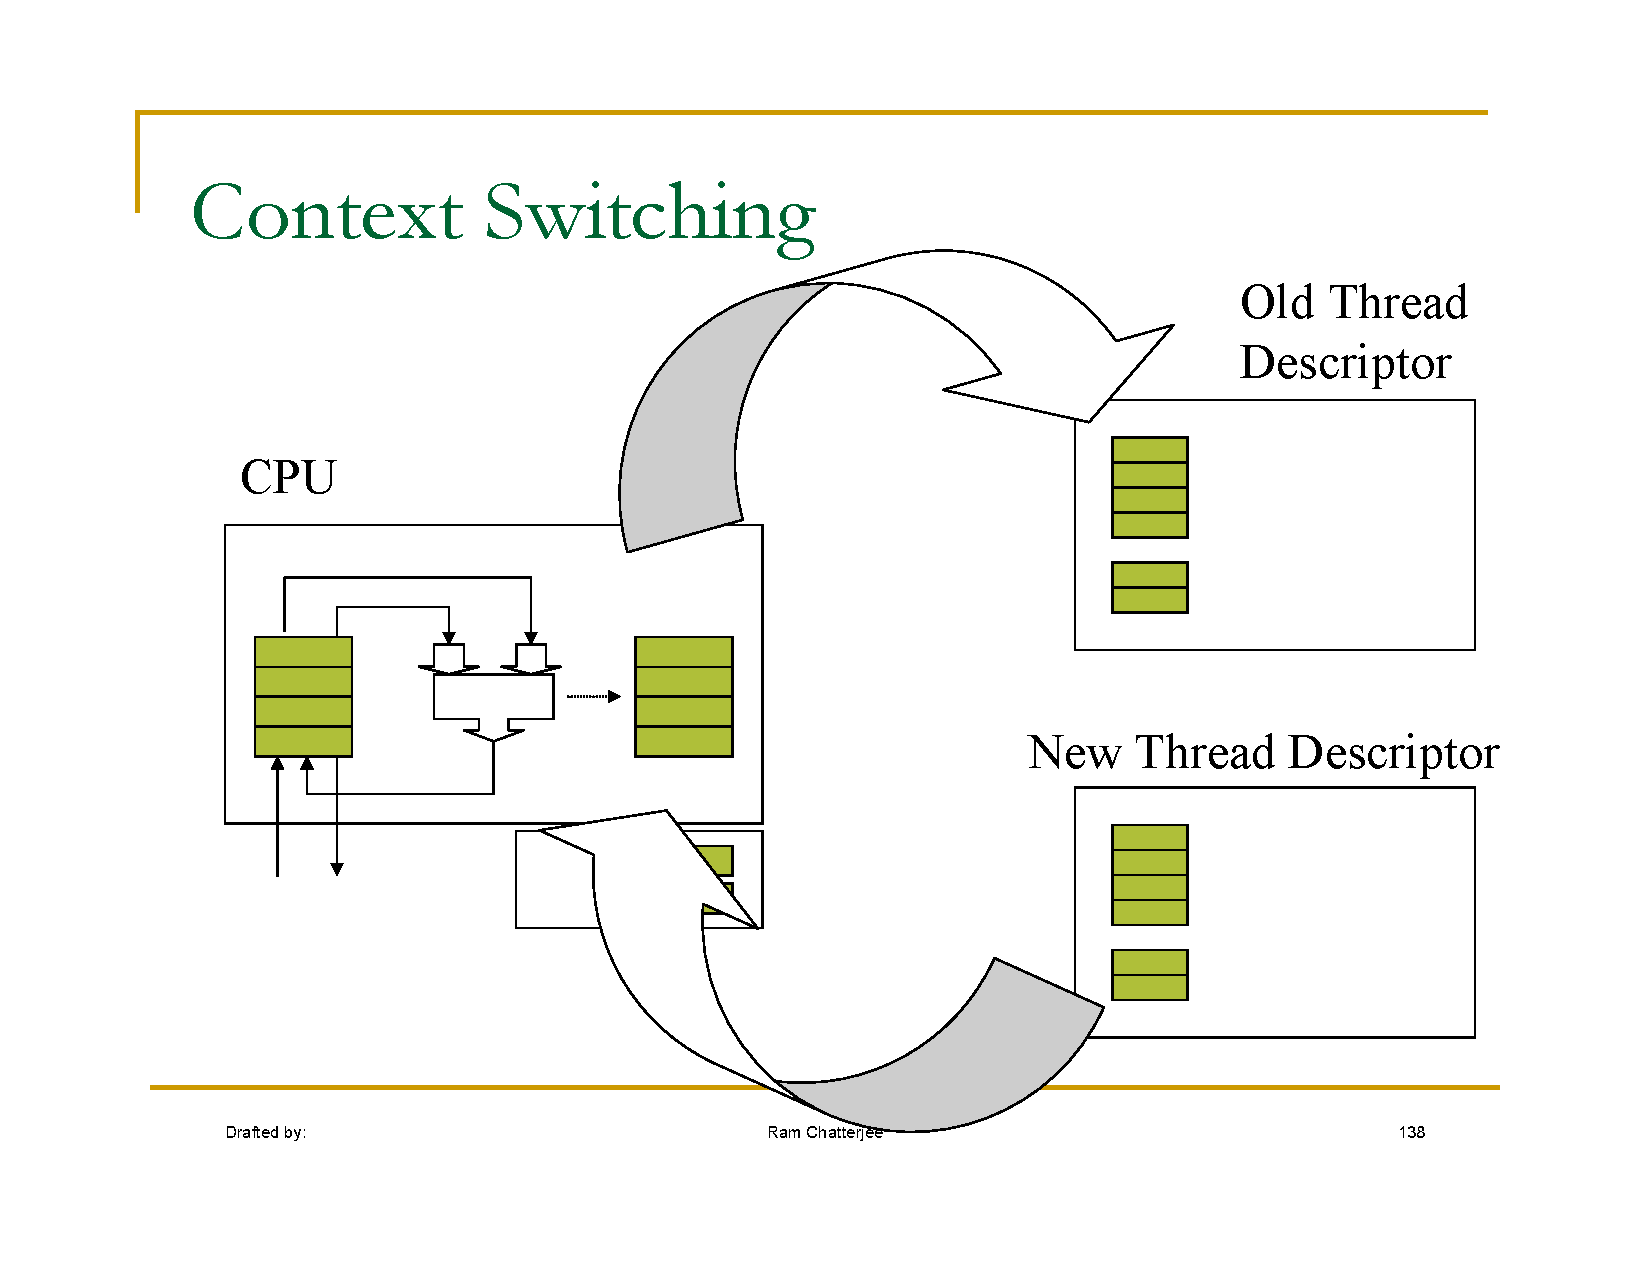 Context Switching
Old Thread
Descriptor
CPU
New Thread Descriptor
Drafted by:
Ram Chatterjee
138